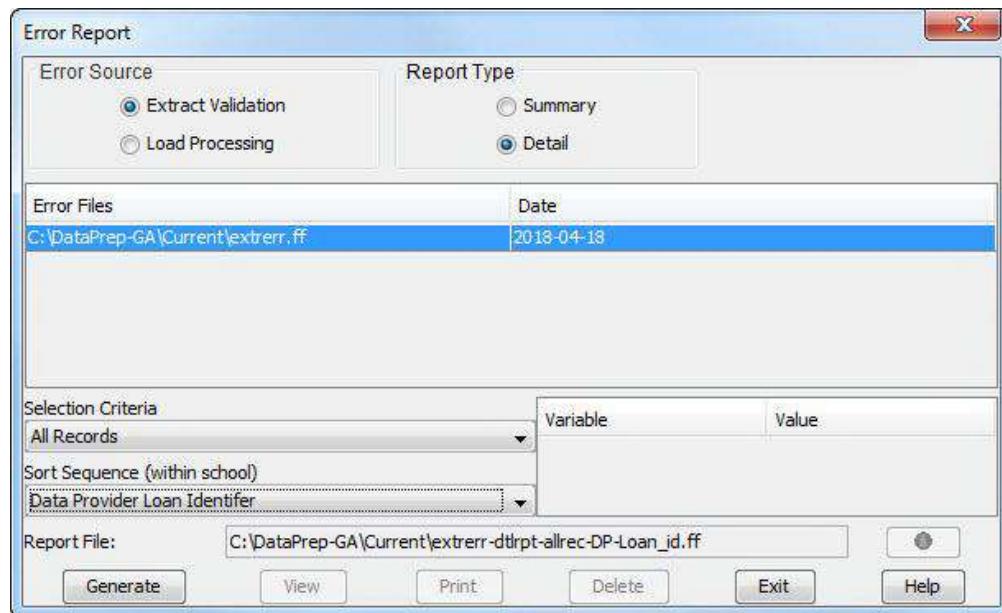 Error Report
Error Source
Report Type
Extract Validation
Summary
Load Processing
Detail
Error Files Date
C:\DataPrep-GA\Current\extrerr.ff 2018-04-18
Selection Criteria
Variable Value
All Records
Sort Sequence (within school)
Data Provider Loan Identifer
Report File: C:\DataPrep-GA\Current\extrerr-dtlrpt-allrec-DP-Loan_id.ff
Generate View Print Delete Exit Help